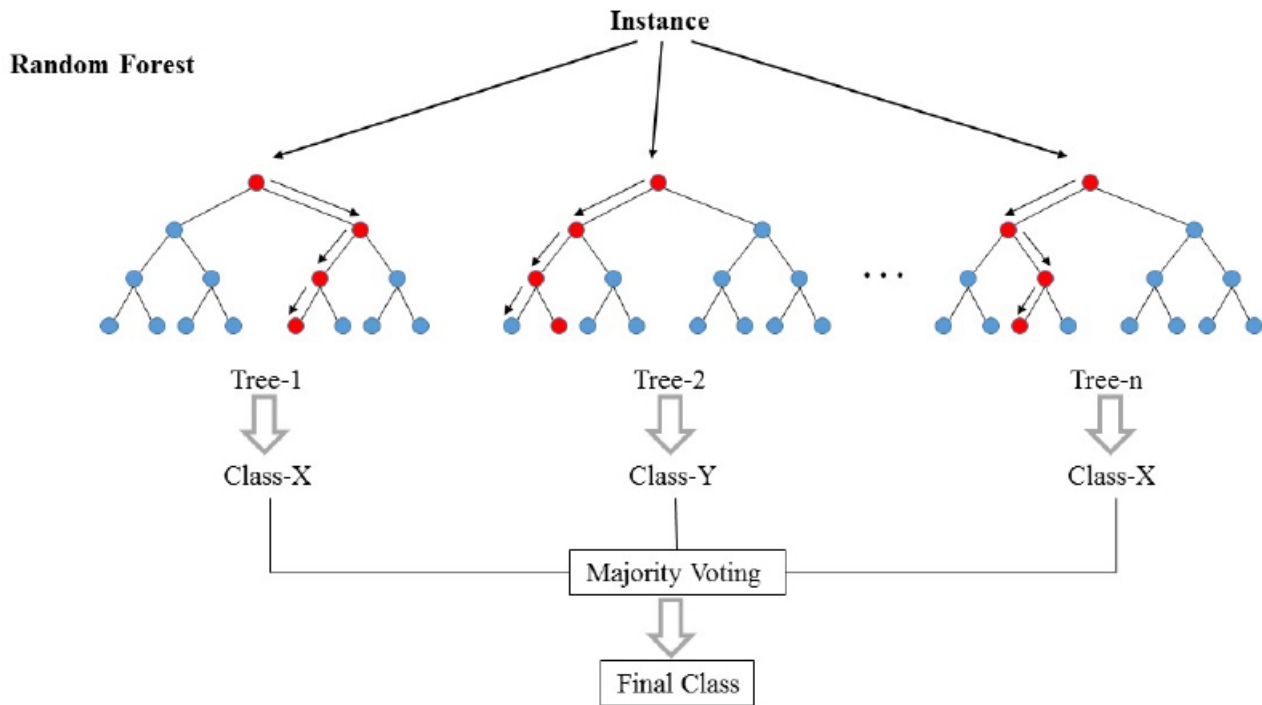 Instance
Random Forest
. . .
Tree-1
Tree-2
Tree-n
Class-X
Class-Y
Class-X
Majority Voting
Final Class